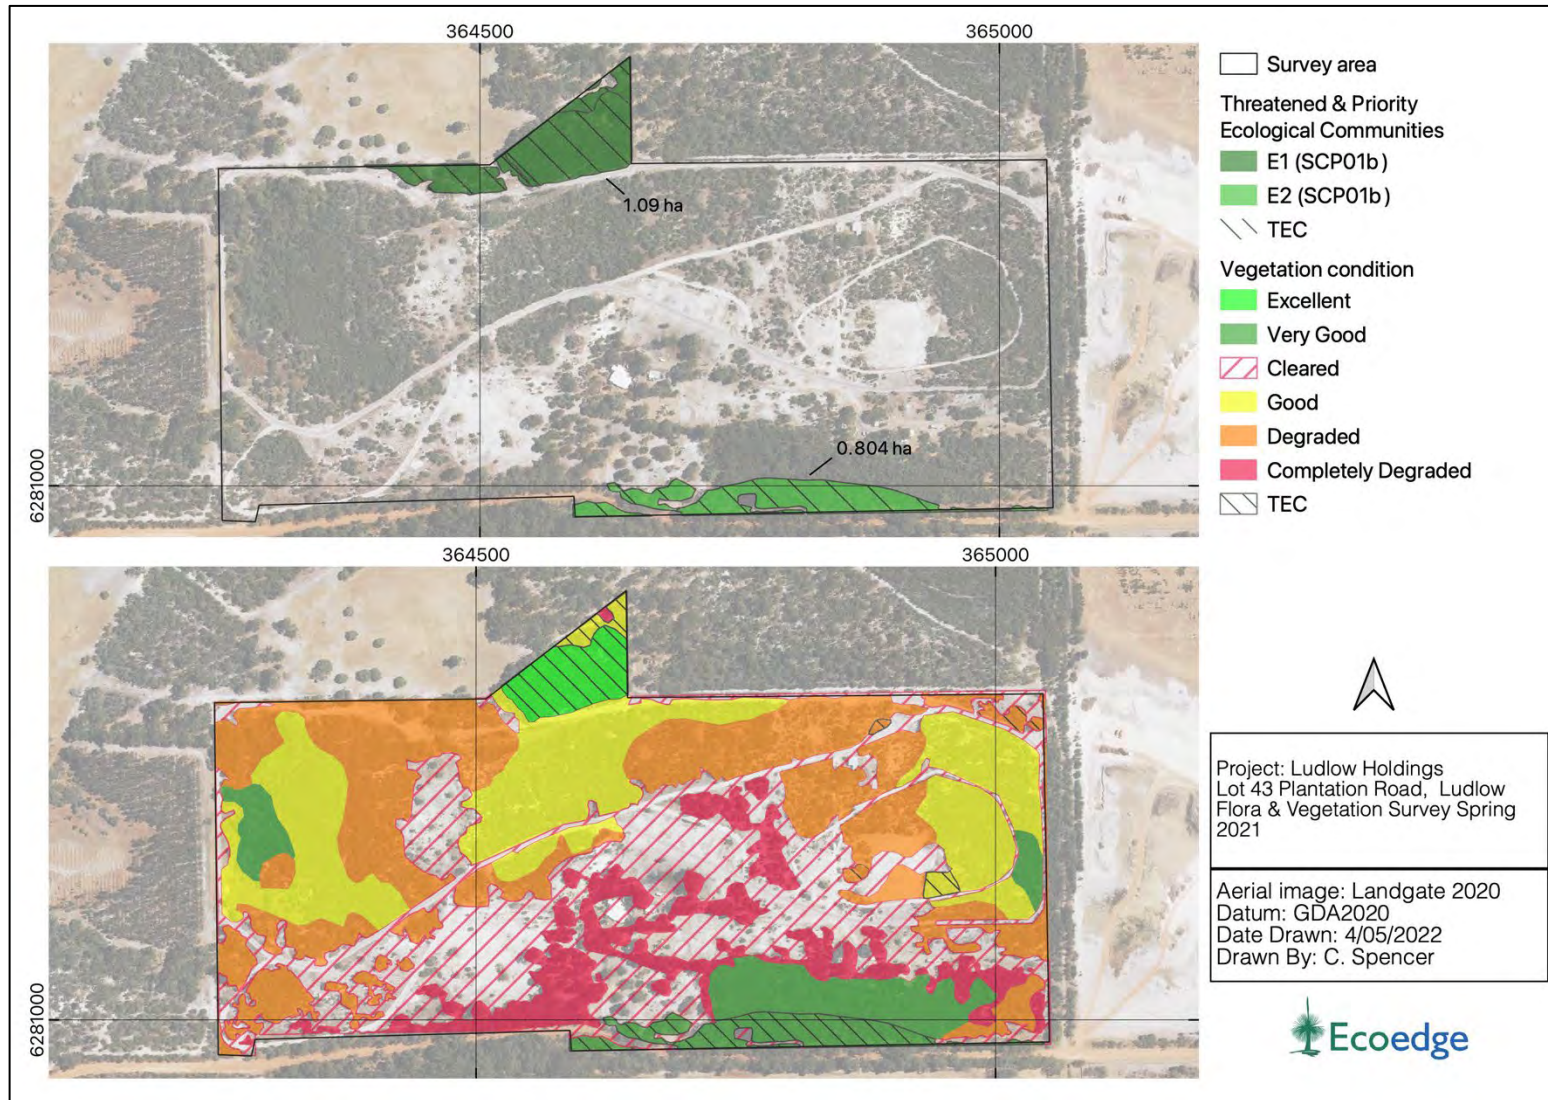 364500
365000
1.09 ha
0.804 ha
6281000
364500
365000
6281000
Survey area
Threatened & Priority
Ecological Communities
E1 (SCP01b)
E2 (SCP01b)
TEC
Vegetation condition
Excellent
Very Good
Cleared
Good
Degraded
Completely Degraded
TEC
Project: Ludlow Holdings
Lot 43 Plantation Road, Ludlow
Flora & Vegetation Survey Spring
2021
Aerial image: Landgate 2020
Datum: GDA2020
Date Drawn: 4/05/2022
Drawn By: C. Spencer
Ecoedge